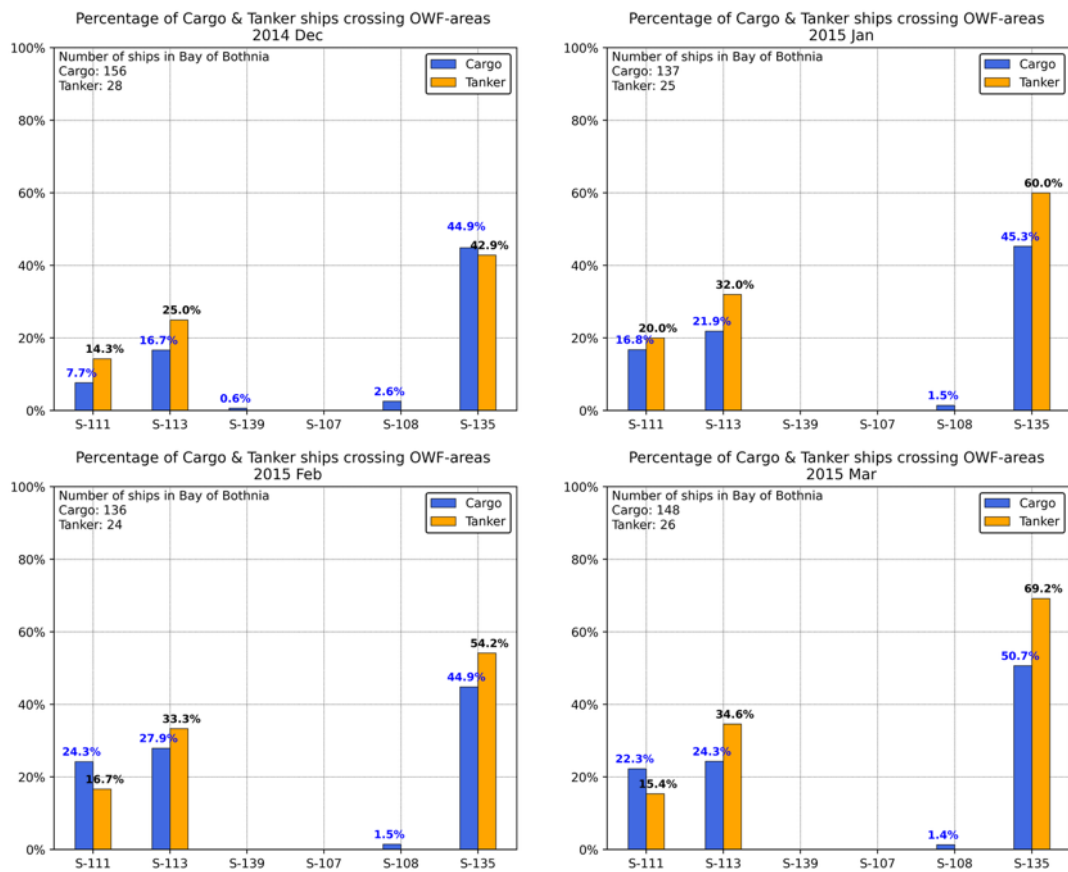 Percentage of Cargo & Tanker ships crossing OWF-areas
2014 Dec
100%
80%
60%
40%
20%
0%
Number of ships in Bay of Bothnia
Cargo: 156
Tanker: 28
Cargo
Tanker
7.7%
14.3%
16.7%
25.0%
0.6%
2.6%
44.9%
42.9%
S-111
S-113
S-139
S-107
S-108
S-135
Percentage of Cargo & Tanker ships crossing OWF-areas
2015 Jan
100%
80%
60%
40%
20%
0%
Number of ships in Bay of Bothnia
Cargo: 137
Tanker: 25
Cargo
Tanker
16.8%
20.0%
21.9%
32.0%
1.5%
45.3%
60.0%
S-111
S-113
S-139
S-107
S-108
S-135
Percentage of Cargo & Tanker ships crossing OWF-areas
2015 Feb
100%
80%
60%
40%
20%
0%
Number of ships in Bay of Bothnia
Cargo: 136
Tanker: 24
Cargo
Tanker
24.3%
16.7%
27.9%
33.3%
1.5%
44.9%
54.2%
S-111
S-113
S-139
S-107
S-108
S-135
Percentage of Cargo & Tanker ships crossing OWF-areas
2015 Mar
100%
80%
60%
40%
20%
0%
Number of ships in Bay of Bothnia
Cargo: 148
Tanker: 26
Cargo
Tanker
22.3%
15.4%
24.3%
34.6%
1.4%
50.7%
69.2%
S-111
S-113
S-139
S-107
S-108
S-135